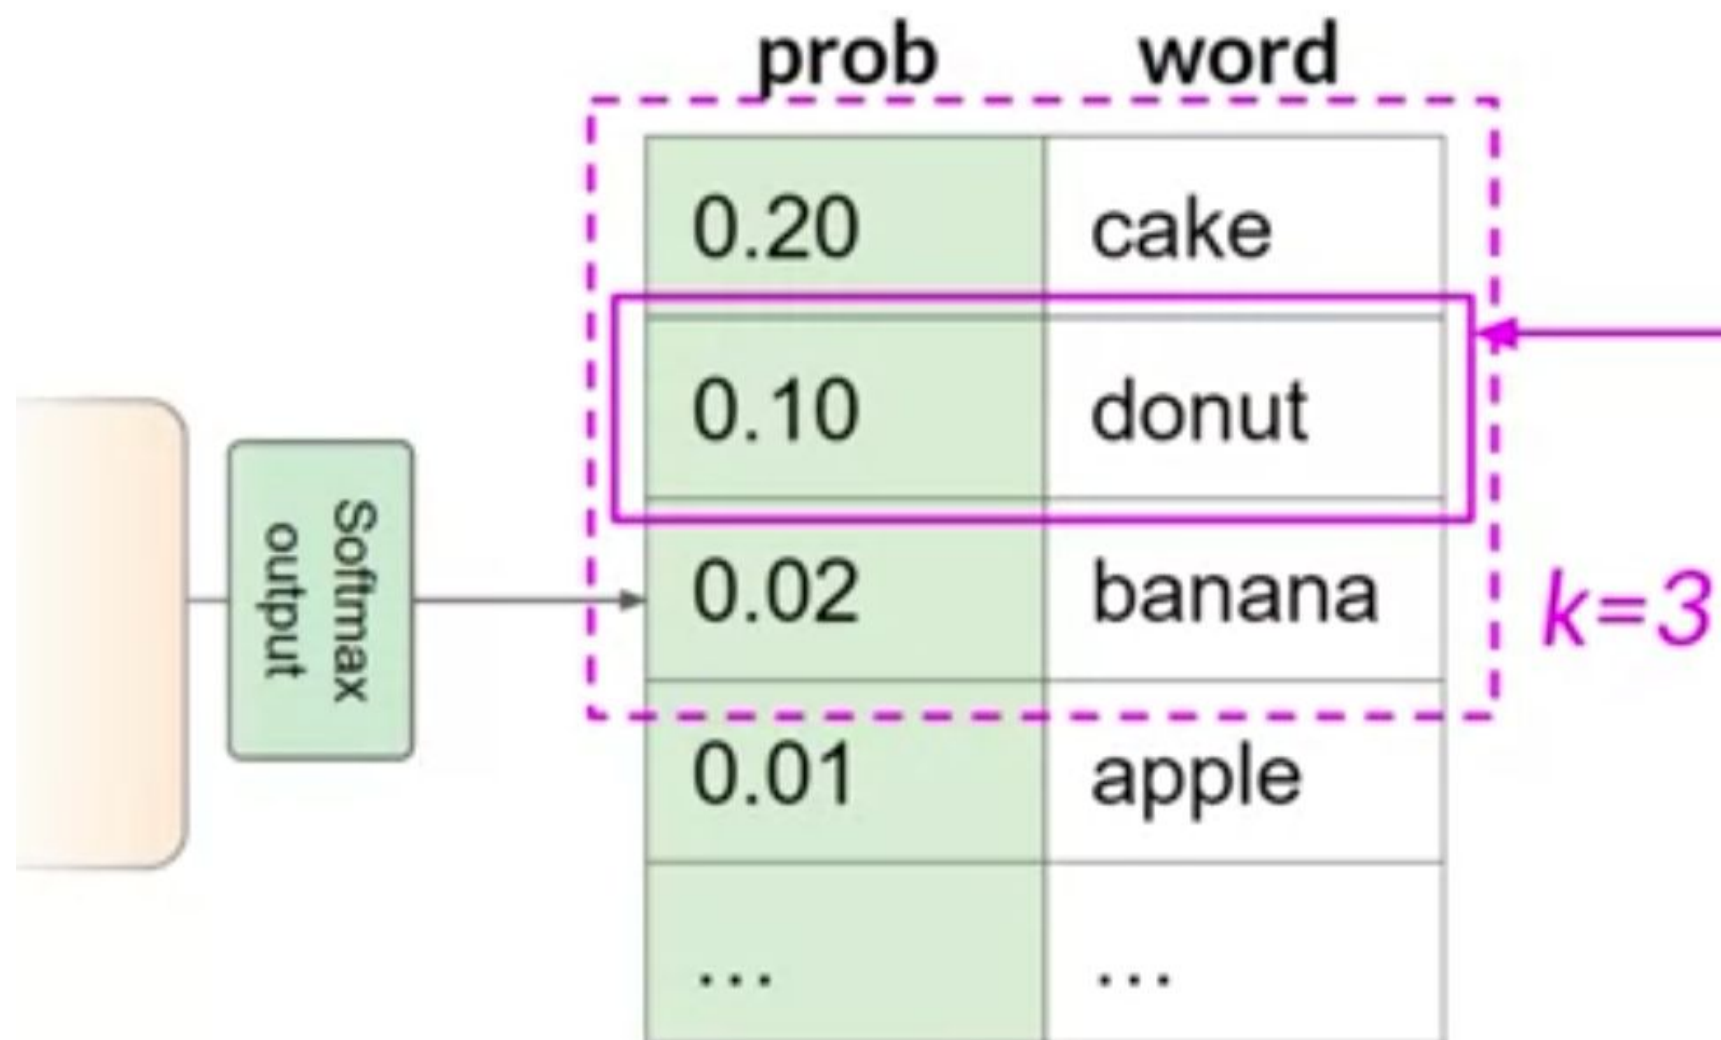 prob word
0.20 cake
0.10 donut
0.02 banana
0.01 apple
... ...
Softmax
output
k=3